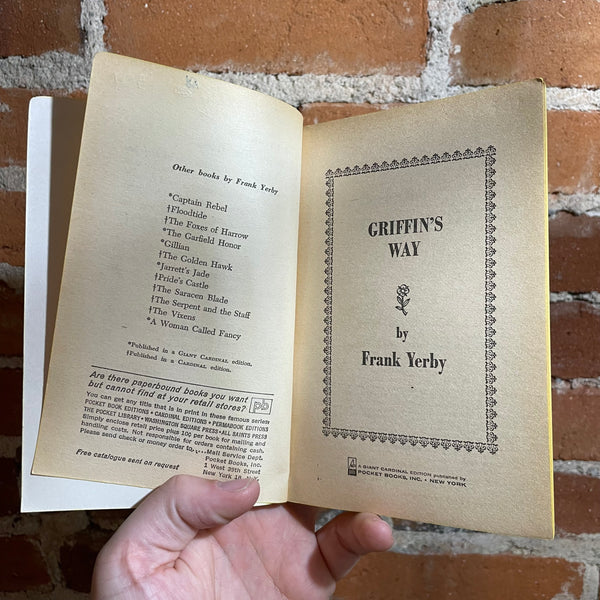 Other books by Frank Yerby
*Captain Rebel
†Floodtide
†The Foxes of Harrow
*The Garfield Honor
*Gillian
†The Golden Hawk
*Jarrett's Jade
†Pride's Castle
†The Saracen Blade
†The Serpent and the Staff
†The Vixens
*A Woman Called Fancy
*Published in a GIANT CARDINAL edition.
†Published in a CARDINAL edition.
Are there paperbound books you want
but cannot find at your retail stores?
pb
You can get any title that is in print in these famous series:
POCKET BOOK EDITIONS • CARDINAL EDITIONS • PERMABOOK EDITIONS
THE POCKET LIBRARY • WASHINGTON SQUARE PRESS • ALL SAINTS PRESS
Simply enclose retail price plus 10¢ per book for mailing and
handling costs. Not responsible for orders containing cash.
Please send check or money order to....
Mail Service Dept.
Pocket Books, Inc.
1 West 39th Street
New York 18, N.Y.
Free catalogue sent on request
GRIFFIN'S
WAY
by
Frank Yerby
A GIANT CARDINAL EDITION published by
POCKET BOOKS, INC. • NEW YORK